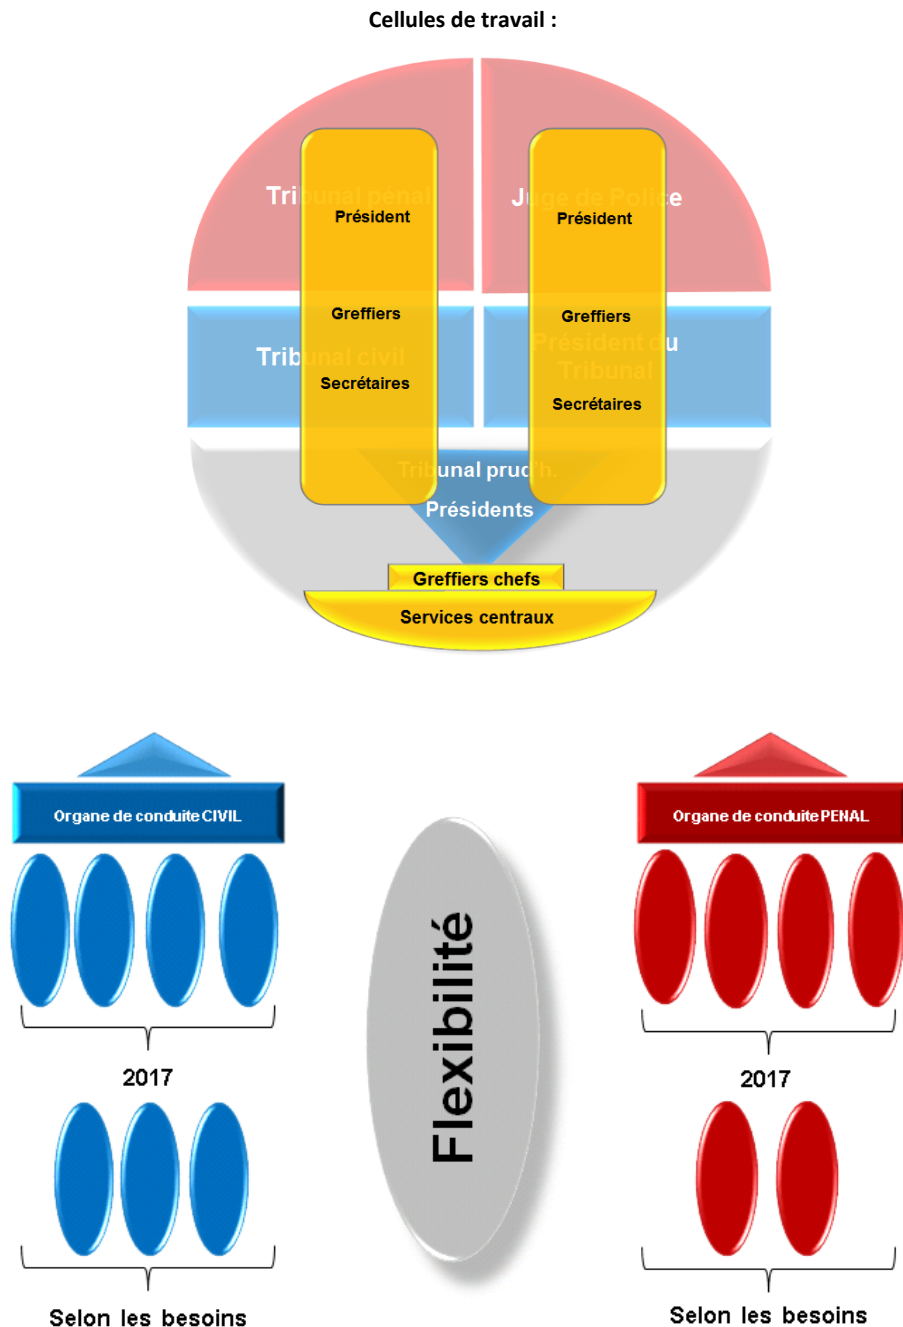 Cellules de travail :
Tribunal pénal
Juge de Police
Président
Président
Greffiers
Greffiers
Tribunal civil
Président du
Tribunal
Secrétaires
Secrétaires
Tribunal prud'h.
Présidents
Greffiers chefs
Services centraux
Organe de conduite CIVIL
Organe de conduite PENAL
Flexibilité
2017
2017
Selon les besoins
Selon les besoins